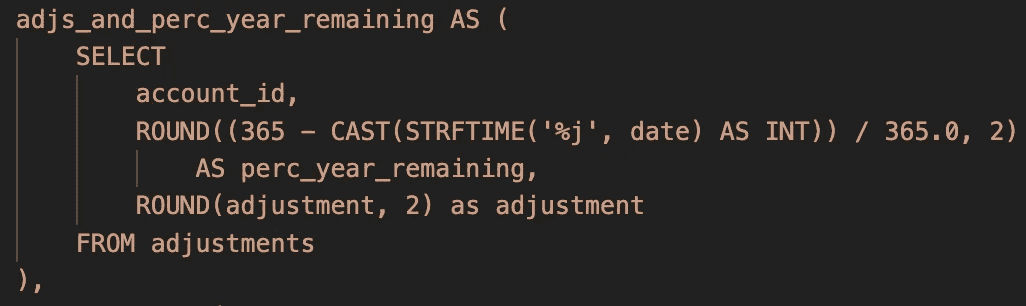 adjs_and_perc_year_remaining AS (
SELECT
account_id,
ROUND((365 - CAST(STRFTIME('%j', date) AS INT)) / 365.0, 2)
AS perc_year_remaining,
ROUND(adjustment, 2) as adjustment
FROM adjustments
),